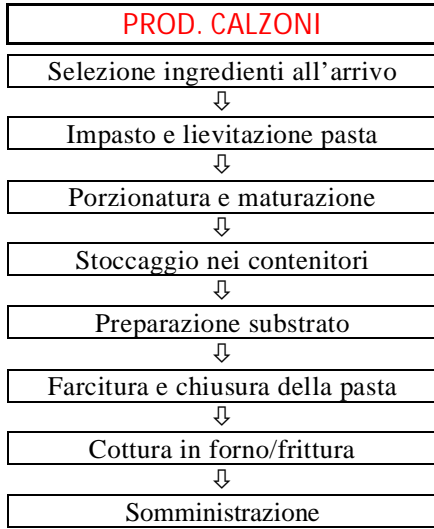 PROD. CALZONI
Selezione ingredienti all'arrivo
⇩
Impasto e lievitazione pasta
⇩
Porzionatura e maturazione
⇩
Stoccaggio nei contenitori
⇩
Preparazione substrato
⇩
Farcitura e chiusura della pasta
⇩
Cottura in forno/frittura
⇩
Somministrazione